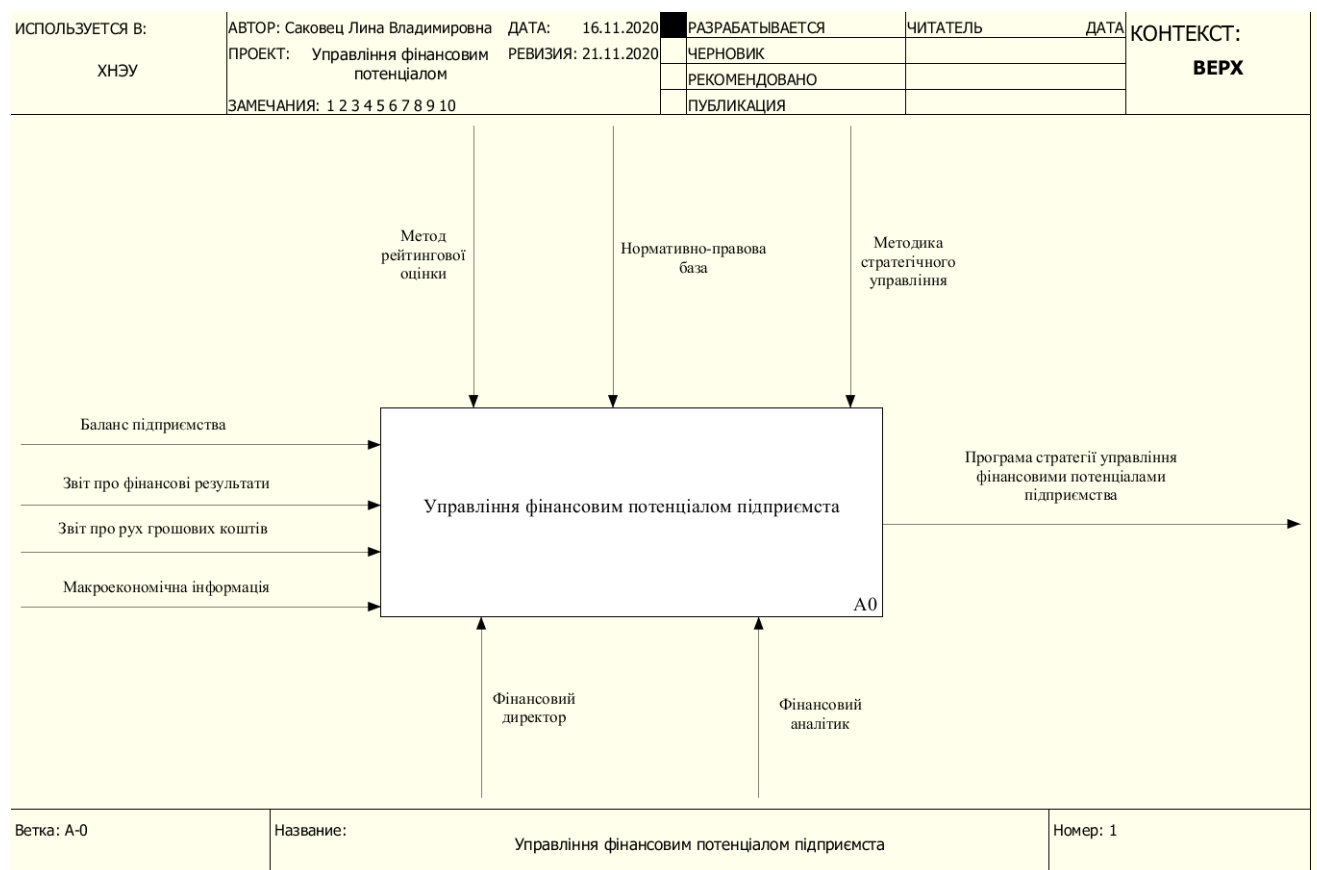 ИСПОЛЬЗУЕТСЯ В:
ХНЭУ
АВТОР: Саковец Лина Владимировна
ДАТА: 16.11.2020
ПРОЕКТ: Управління фінансовим
потенціалом
РЕВИЗИЯ: 21.11.2020
ЗАМЕЧАНИЯ: 1 2 3 4 5 6 7 8 9 10
РАЗРАБАТЫВАЕТСЯ
ЧЕРНОВИК
РЕКОМЕНДОВАНО
ПУБЛИКАЦИЯ
ЧИТАТЕЛЬ
ДАТА
КОНТЕКСТ:
ВЕРХ
Метод
рейтингової
оцінки
Нормативно-правова
база
Методика
стратегічного
управління
Баланс підприємства
Звіт про фінансові результати
Звіт про рух грошових коштів
Макроекономічна інформація
Управління фінансовим потенціалом підприємста
A0
Програма стратегії управління
фінансовими потенціалами
підприємства
Фінансовий
директор
Фінансовий
аналітик
Ветка: A-0
Название:
Управління фінансовим потенціалом підприємста
Номер: 1